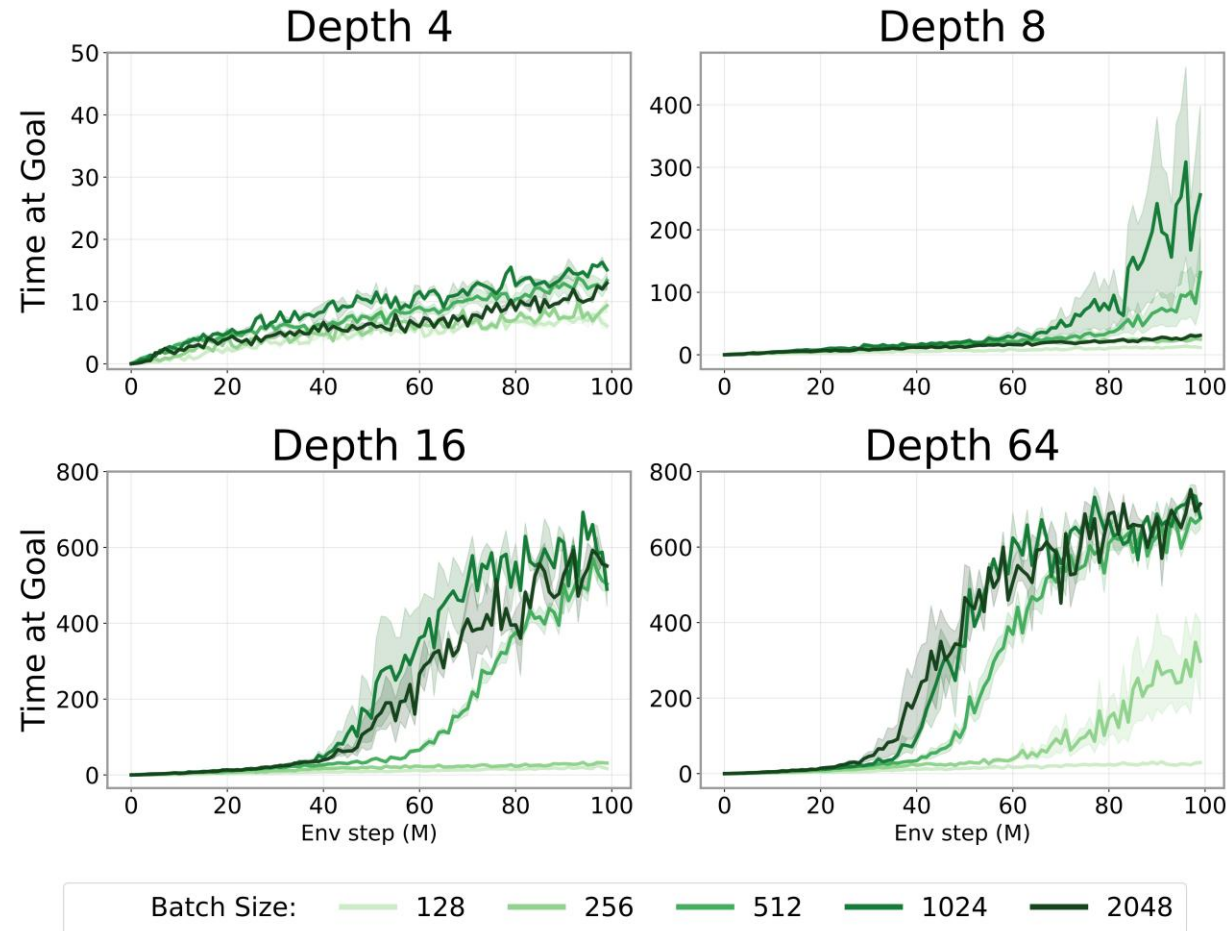 Depth 4
Depth 8
Time at Goal
50
40
30
20
10
0
0 20 40 60 80 100
400
300
200
100
0
0 20 40 60 80 100
Depth 16
Depth 64
Time at Goal
800
600
400
200
0
0 20 40 60 80 100
Env step (M)
800
600
400
200
0
0 20 40 60 80 100
Env step (M)
Batch Size: 128 256 512 1024 2048